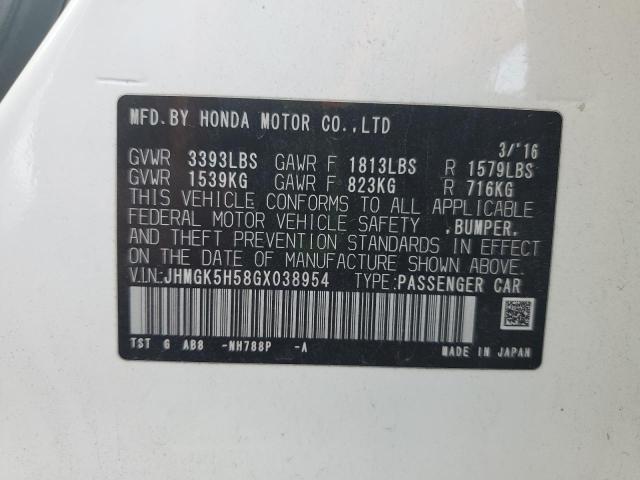 MFD.BY HONDA MOTOR CO.,LTD
3/'16
GVWR 3393LBS GAWR F 1813LBS R 1579LBS
GVWR 1539KG GAWR F 823KG R 716KG
THIS VEHICLE CONFORMS TO ALL APPLICABLE
FEDERAL MOTOR VEHICLE SAFETY ,BUMPER,
AND THEFT PREVENTION STANDARDS IN EFFECT
ON THE DATE OF MANUFACTURE SHOWN ABOVE.
V.I.N.:JHMGK5H58GX038954 TYPE:PASSENGER CAR
TST G AB8 -NH788P -A MADE IN JAPAN